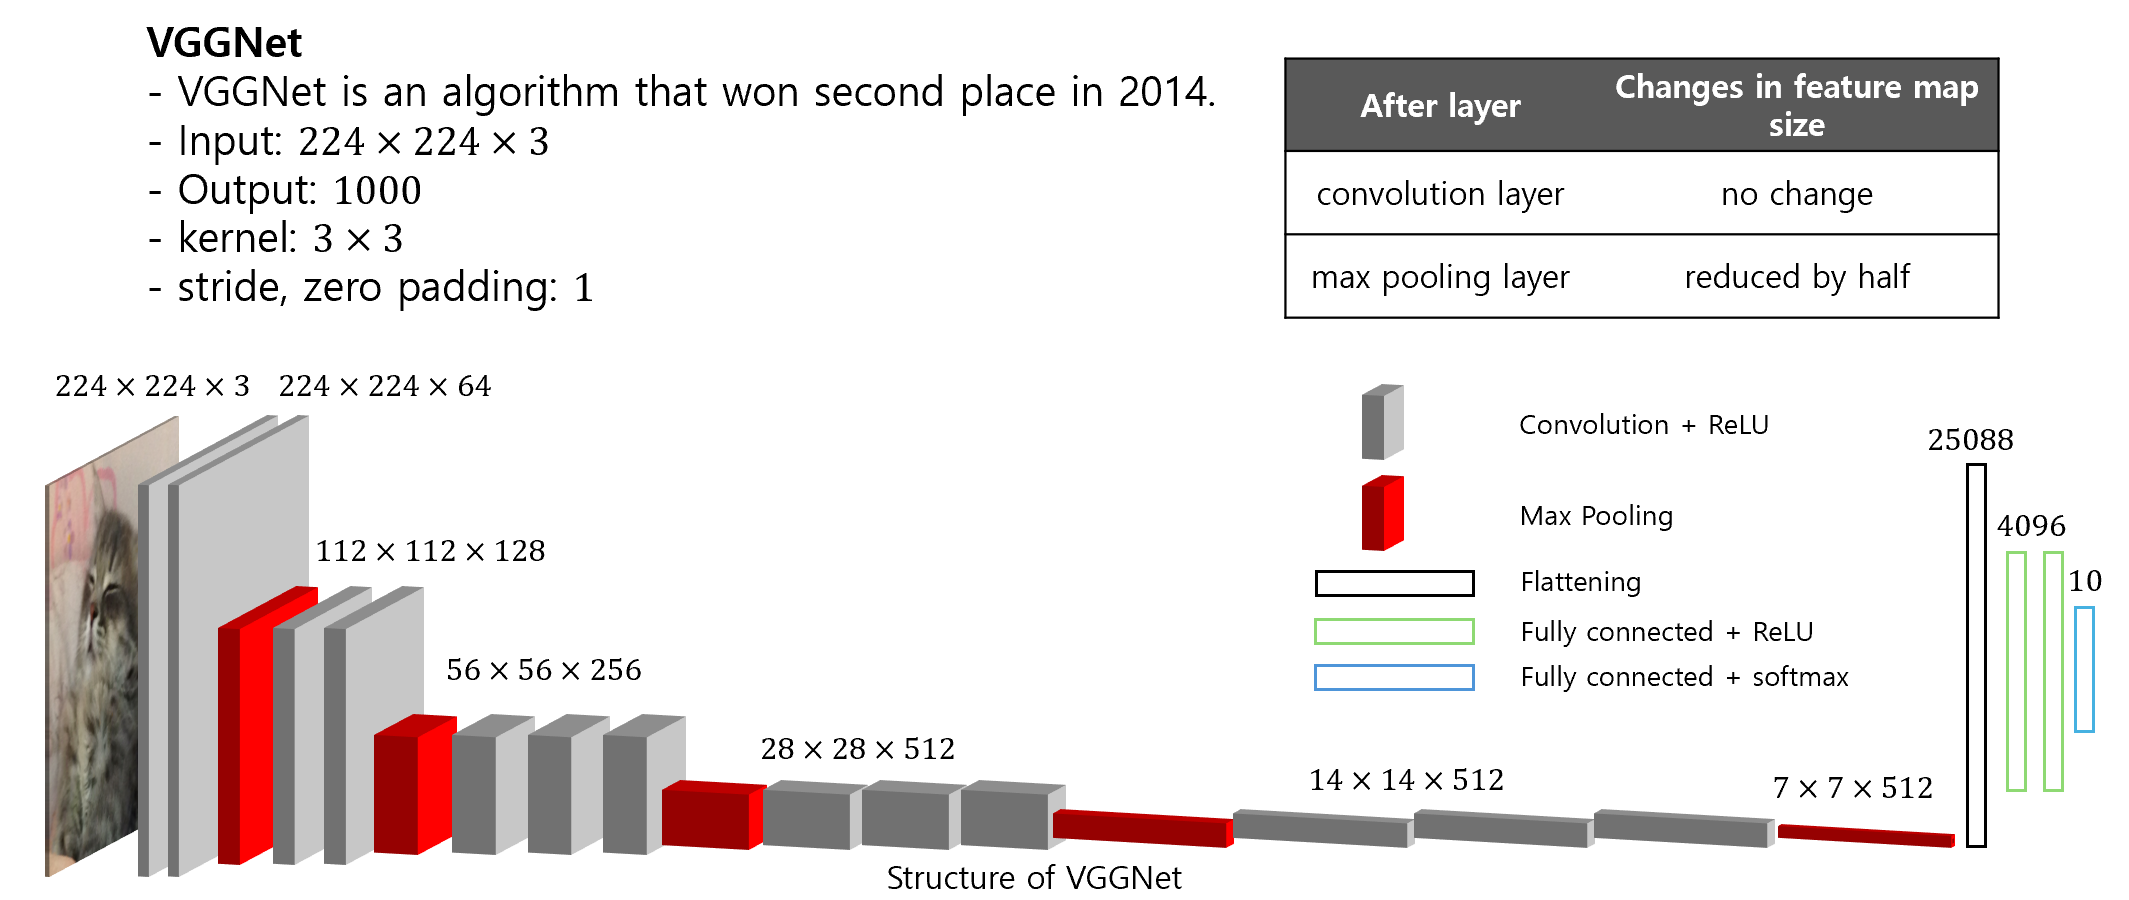 VGGNet
- VGGNet is an algorithm that won second place in 2014.
- Input: 224 × 224 × 3
- Output: 1000
- kernel: 3 × 3
- stride, zero padding: 1
After layer
Changes in feature map
size
convolution layer
no change
max pooling layer
reduced by half
224 × 224 × 3
224 × 224 × 64
112 × 112 × 128
56 × 56 × 256
28 × 28 × 512
14 × 14 × 512
7 × 7 × 512
25088
4096
10
Convolution + ReLU
Max Pooling
Flattening
Fully connected + ReLU
Fully connected + softmax
Structure of VGGNet